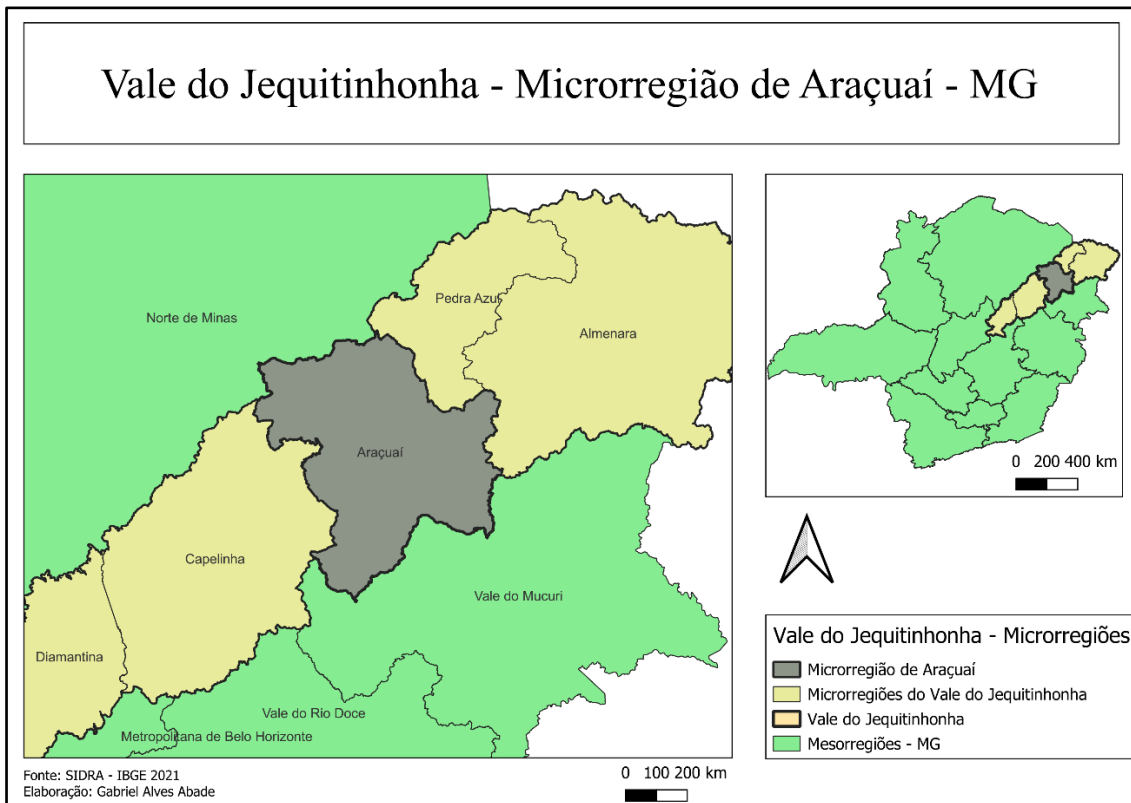 Vale do Jequitinhonha - Microrregião de Araçuaí - MG
Norte de Minas
Pedra Azul
Almenara
Araçuaí
Capelinha
Vale do Mucuri
Diamantina
Vale do Rio Doce
Metropolitana de Belo Horizonte
Fonte: SIDRA - IBGE 2021
Elaboração: Gabriel Alves Abade
0 100 200 km
0 200 400 km
Vale do Jequitinhonha - Microrregiões
Microrregião de Araçuaí
Microrregiões do Vale do Jequitinhonha
Vale do Jequitinhonha
Mesorregiões - MG